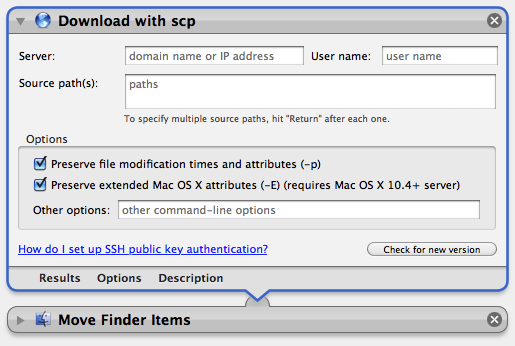 Download with scp
Server: domain name or IP address User name: user name
Source path(s): paths
To specify multiple source paths, hit "Return" after each one.
Options
Preserve file modification times and attributes (-p)
Preserve extended Mac OS X attributes (-E) (requires Mac OS X 10.4+ server)
Other options: other command-line options
How do I set up SSH public key authentication? Check for new version
Results Options Description
Move Finder Items